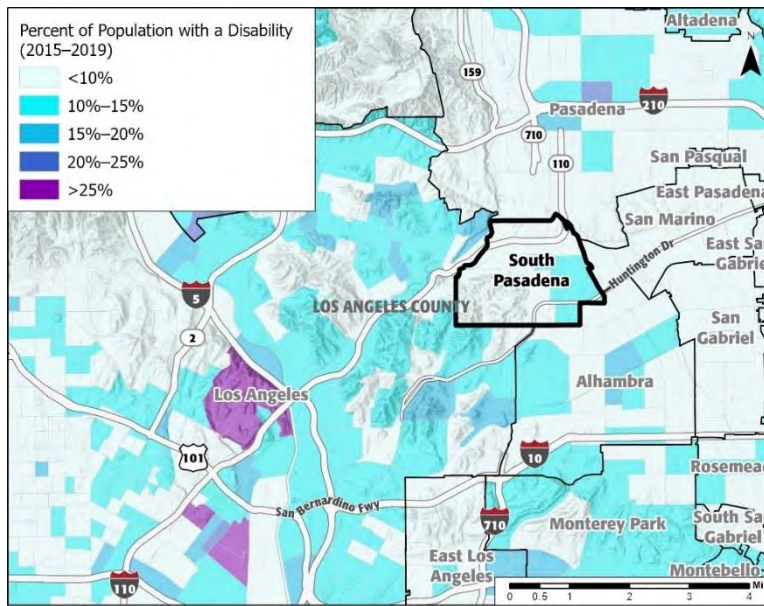 Percent of Population with a Disability
(2015–2019)
<10%
10%–15%
15%–20%
20%–25%
>25%
Altadena
N
159
Pasadena
210
710
110
San Pasqual
East Pasadena
San Marino
East San
Gabriel
Huntington Dr
South
Pasadena
5
LOS ANGELES COUNTY
2
San
Gabriel
Alhambra
Los Angeles
101
10
Rosemead
San Bernardino Fwy
710
Monterey Park
South San
Gabriel
East Los
Angeles
Montebello
110
0 0.5 1 2 3 4